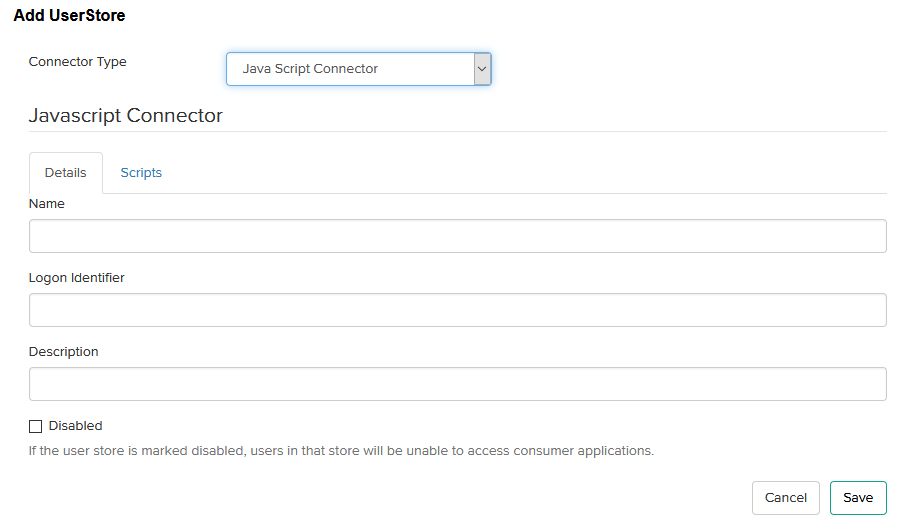 Add UserStore
Connector Type
Java Script Connector
Javascript Connector
Details
Scripts
Name
Logon Identifier
Description
Disabled
If the user store is marked disabled, users in that store will be unable to access consumer applications.
Cancel
Save